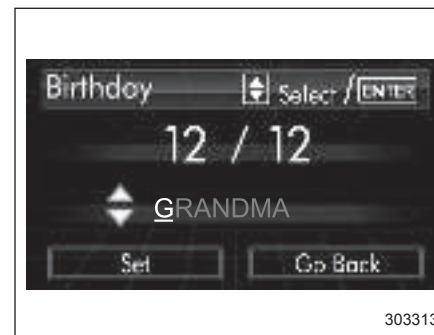 Birthday Select / ENTER
12 / 12
GRANDMA
Set Go Back
303313